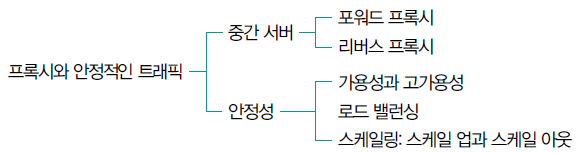 프록시와 안정적인 트래픽
중간 서버
포워드 프록시
리버스 프록시
안정성
가용성과 고가용성
로드 밸런싱
스케일링: 스케일 업과 스케일 아웃